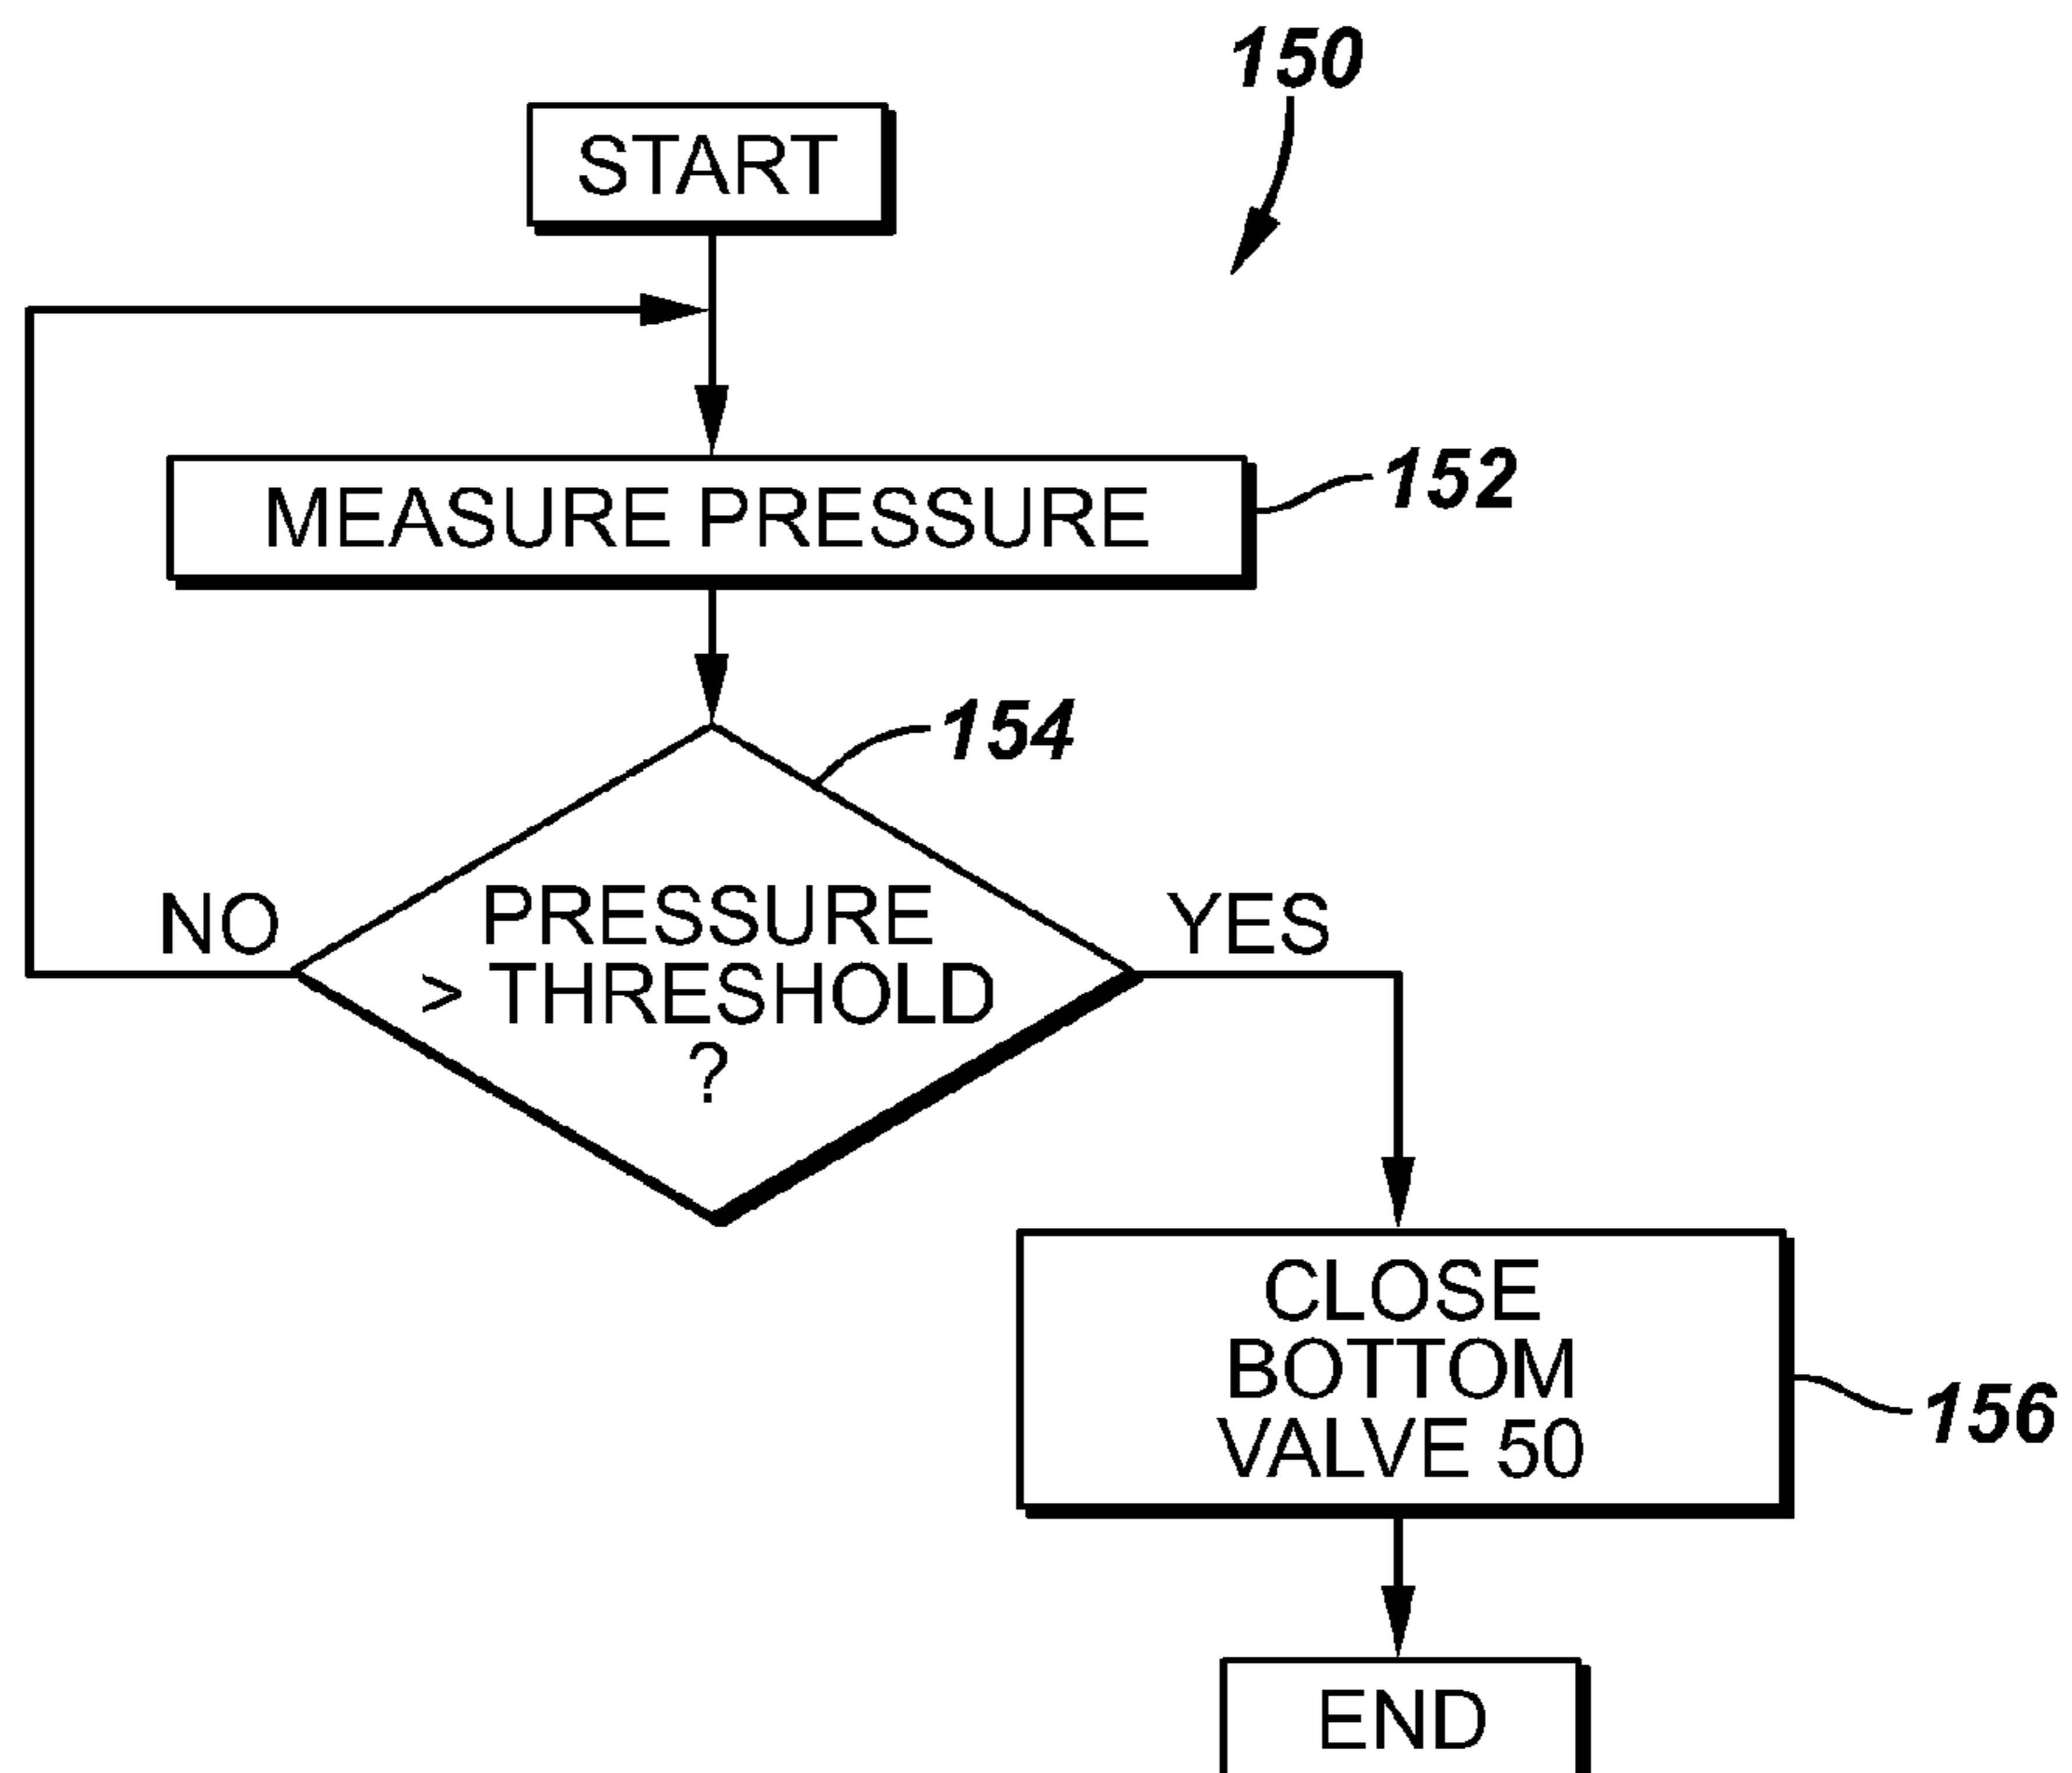 150
START
MEASURE PRESSURE
152
154
NO
PRESSURE
> THRESHOLD
?
YES
CLOSE
BOTTOM
VALVE 50
156
END